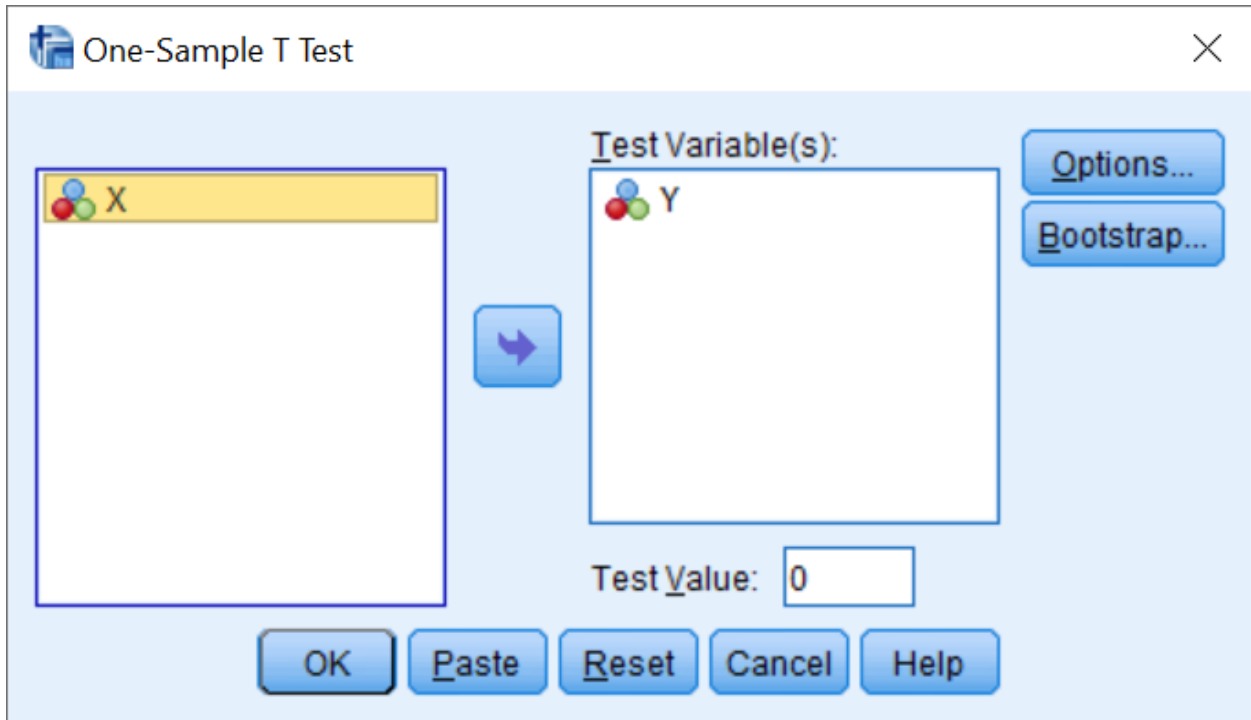 One-Sample T Test
Test Variable(s):
X
Y
Options...
Bootstrap...
Test Value: 0
OK Paste Reset Cancel Help